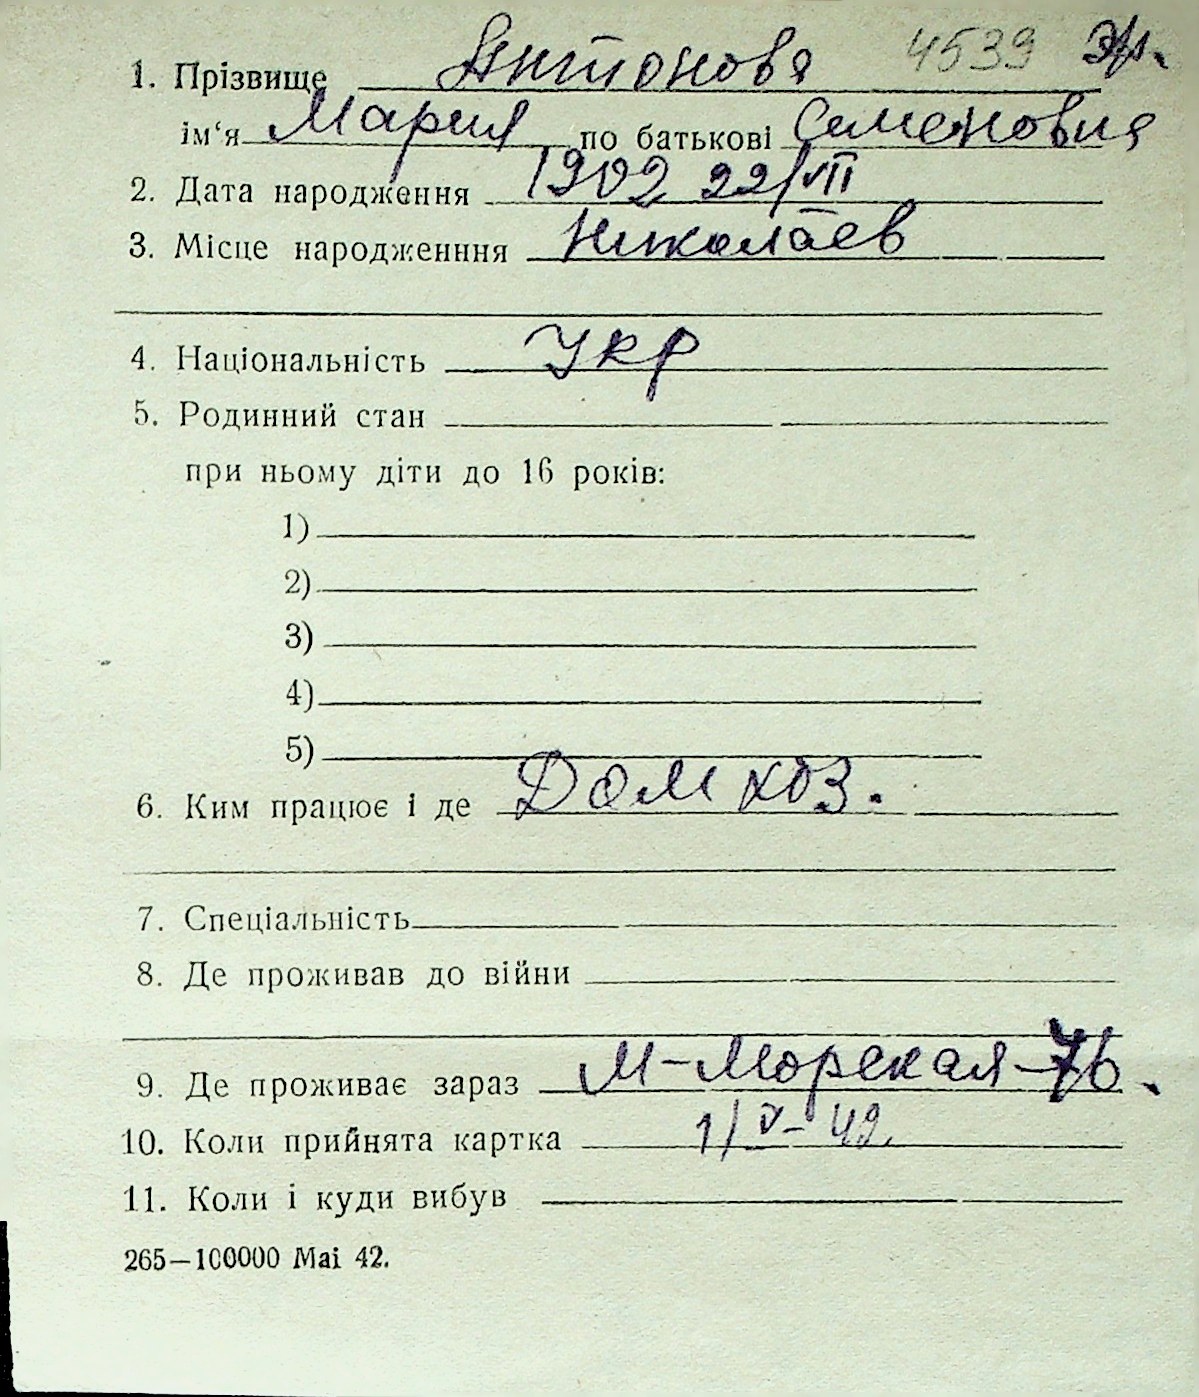 1. Прізвище Антонова 4539
ім‘я Мария по батькові Семеновна
2. Дата народження 1902 22/VII
3. Місце народженння Николаев
4. Національність Укр
5. Родинний стан
при ньому діти до 16 років:
1)
2)
3)
4)
5)
6. Ким працює і де Дом хоз.
7. Спеціальність
8. Де проживав до війни
9. Де проживає зараз М-Морская-76.
10. Коли прийнята картка 1/V-42.
11. Коли і куди вибув
265—100000 Mai 42.